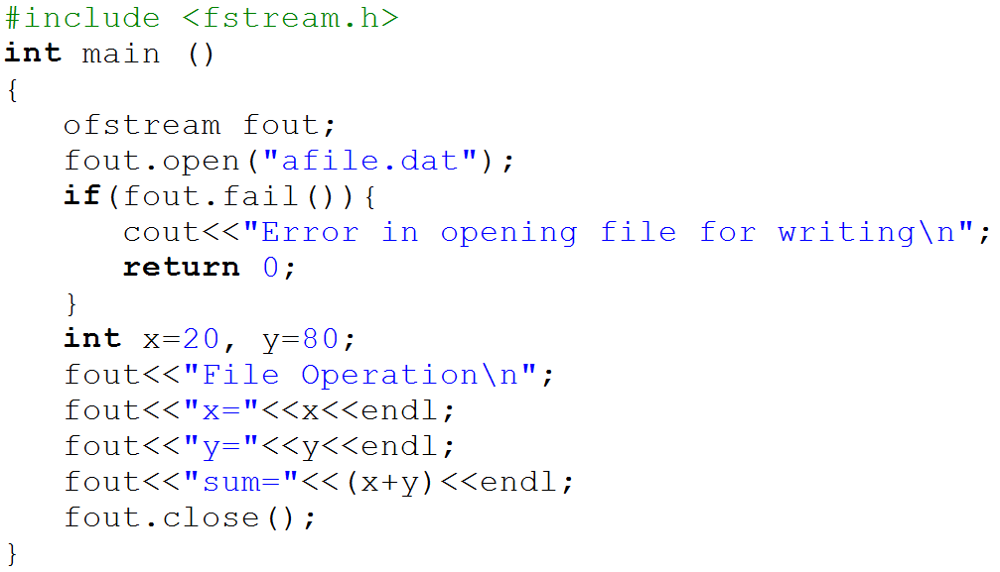 #include <fstream.h>
int main ()
{
   ofstream fout;
   fout.open("afile.dat");
   if(fout.fail()){
      cout<<"Error in opening file for writing\n";
      return 0;
   }
   int x=20, y=80;
   fout<<"File Operation\n";
   fout<<"x="<<x<<endl;
   fout<<"y="<<y<<endl;
   fout<<"sum="<<(x+y)<<endl;
   fout.close();
}